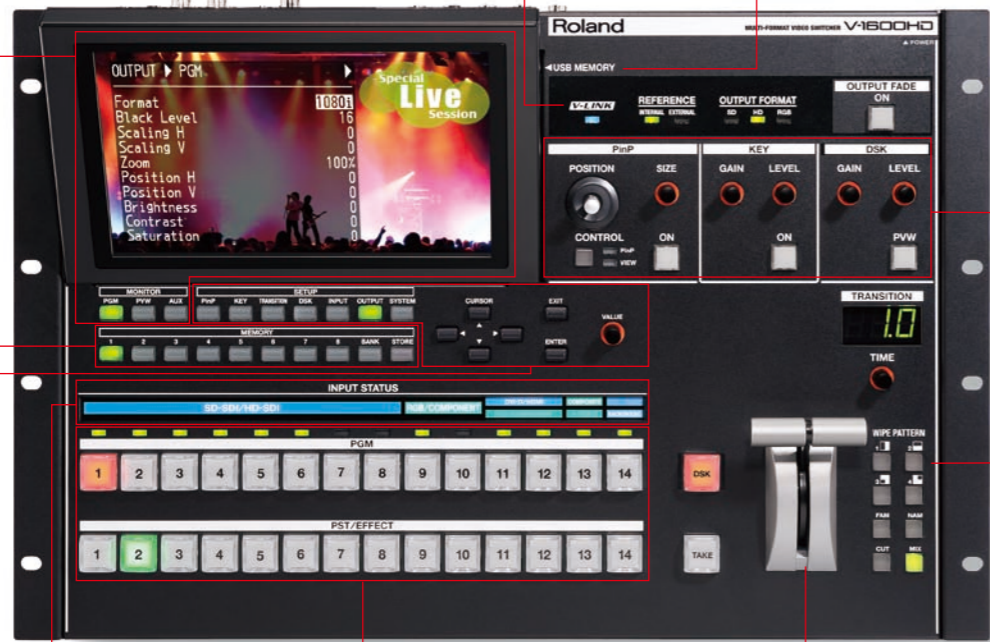 Roland
MULTI-FORMAT VIDEO SWITCHER V-1600HD
▲POWER
◀USB MEMORY
OUTPUT ▶ PGM ▶
Format 1080i
Black Level 16
Scaling H 0
Scaling V 0
Zoom 100%
Position H 0
Position V 0
Brightness 0
Contrast 0
Saturation 0
Special
Live
Session
V-LINK
REFERENCE
INTERNAL EXTERNAL
OUTPUT FORMAT
SD HD RGB
OUTPUT FADE
ON
PinP
POSITION SIZE
CONTROL
PinP
VIEW
ON
KEY
GAIN LEVEL
ON
DSK
GAIN LEVEL
PVW
MONITOR
PGM PVW AUX
SETUP
PinP KEY TRANSITION DSK INPUT OUTPUT SYSTEM
MEMORY
1 2 3 4 5 6 7 8 BANK STORE
CURSOR
EXIT
ENTER
VALUE
TRANSITION
1.0
TIME
INPUT STATUS
SD-SDI/HD-SDI RGB/COMPONENT
PGM
1 2 3 4 5 6 7 8 9 10 11 12 13 14
DSK
PST/EFFECT
1 2 3 4 5 6 7 8 9 10 11 12 13 14
TAKE
WIPE PATTERN
1 2
3 4
CUT MIX